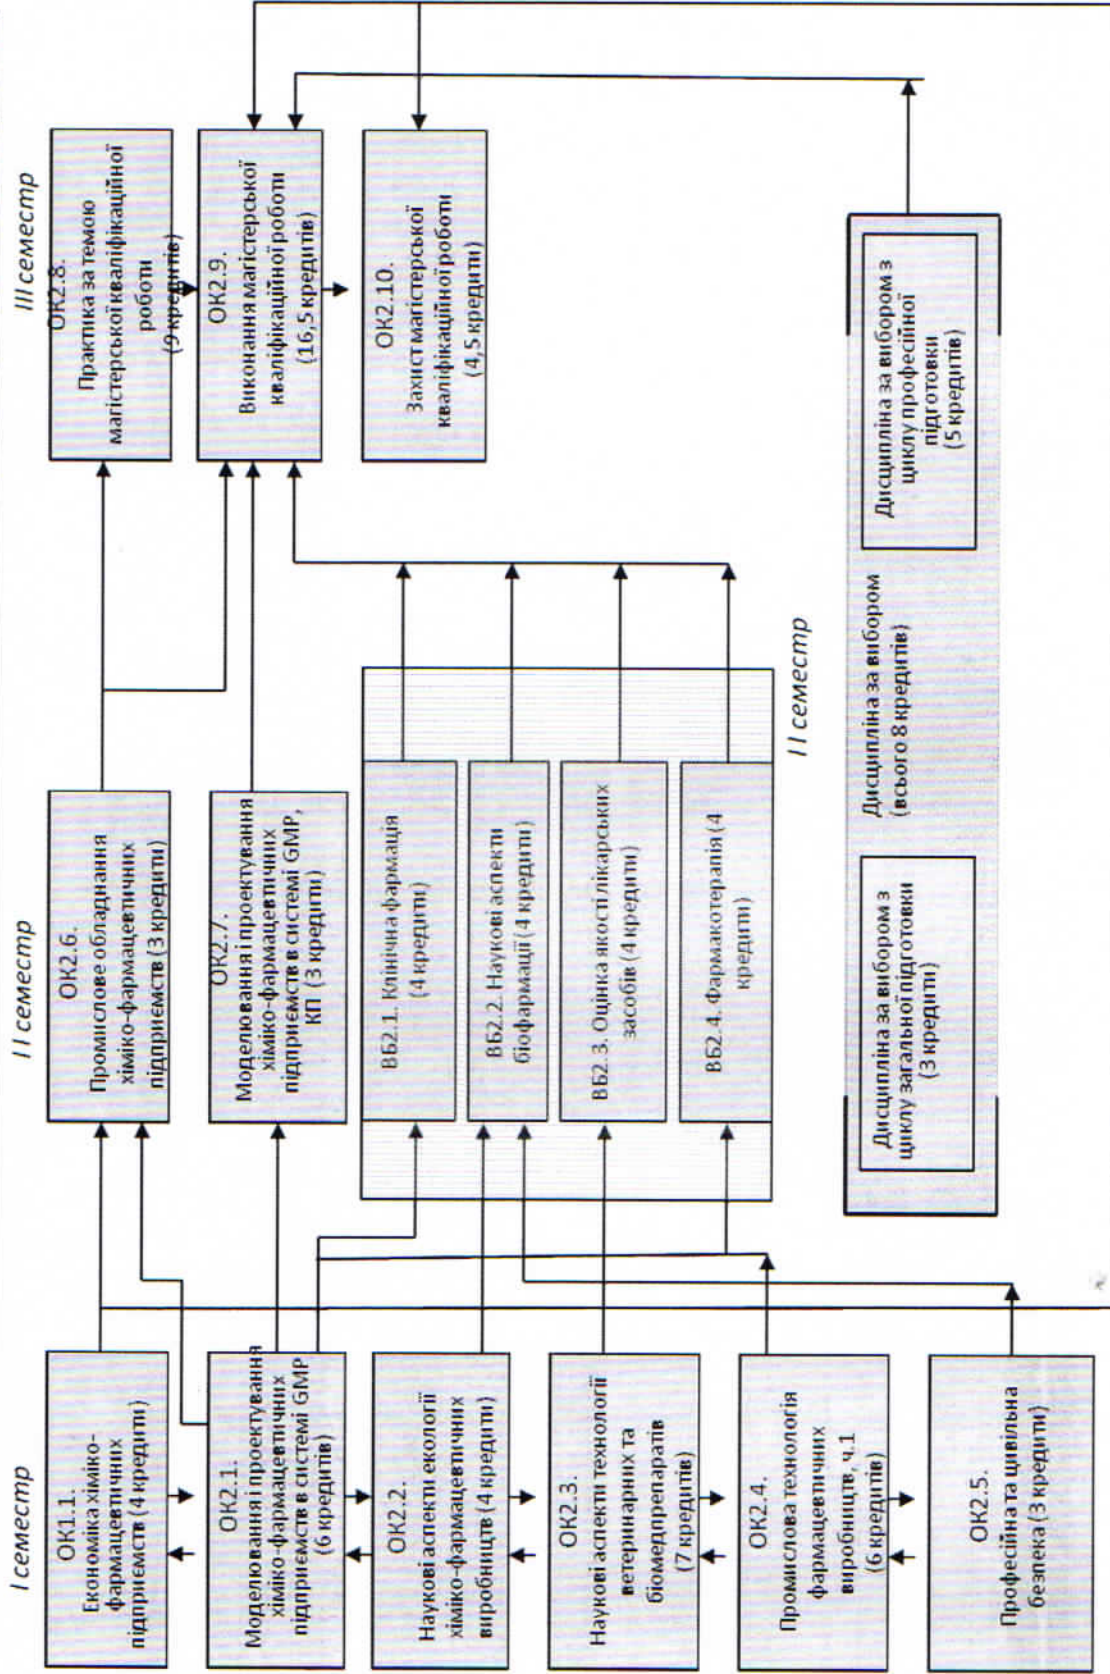 I семестр
ОК1.1.
Економіка хіміко-
фармацевтичних
підприємств (4 кредити)
ОК2.1.
Моделювання і проектування
хіміко-фармацевтичних
підприємств в системі GMP
(6 кредитів)
ОК2.2.
Наукові аспекти екології
хіміко-фармацевтичних
виробництв (4 кредити)
ОК2.3.
Наукові аспекти технології
ветеринарних та
біомедпрепаратів
(7 кредитів)
ОК2.4.
Промислова технологія
фармацевтичних
виробництв, ч.1
(6 кредитів)
ОК2.5.
Професійна та цивільна
безпека (3 кредити)
II семестр
ОК2.6.
Промислове обладнання
хіміко-фармацевтичних
підприємств (3 кредити)
ОК2.7.
Моделювання і проектування
хіміко-фармацевтичних
підприємств в системі GMP,
КП (3 кредити)
ВБ2.1. Клінічна фармація
(4 кредити)
ВБ2.2. Наукові аспекти
біофармації (4 кредити)
ВБ2.3. Оцінка якості лікарських
засобів (4 кредити)
ВБ2.4. Фармакотерапія (4
кредити)
II семестр
III семестр
ОК2.8.
Практика за темою
магістерської кваліфікаційної
роботи
(9 кредитів)
ОК2.9.
Виконання магістерської
кваліфікаційної роботи
(16,5 кредитів)
ОК2.10.
Захист магістерської
кваліфікаційної роботи
(4,5 кредити)
Дисципліна за вибором з
циклу загальної підготовки
(3 кредити)
Дисципліна за вибором
(всього 8 кредитів)
Дисципліна за вибором з
циклу професійної
підготовки
(5 кредитів)